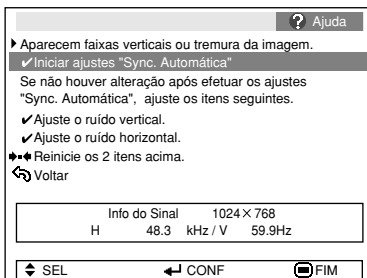 ? Ajuda
Aparecem faixas verticais ou tremura da imagem.
✔Iniciar ajustes "Sync. Automática"
Se não houver alteração após efetuar os ajustes
"Sync. Automática", ajuste os itens seguintes.
✔Ajuste o ruído vertical.
✔Ajuste o ruído horizontal.
Reinicie os 2 itens acima.
Voltar
Info do Sinal 1024×768
H 48.3 kHz / V 59.9Hz
SEL CONF FIM